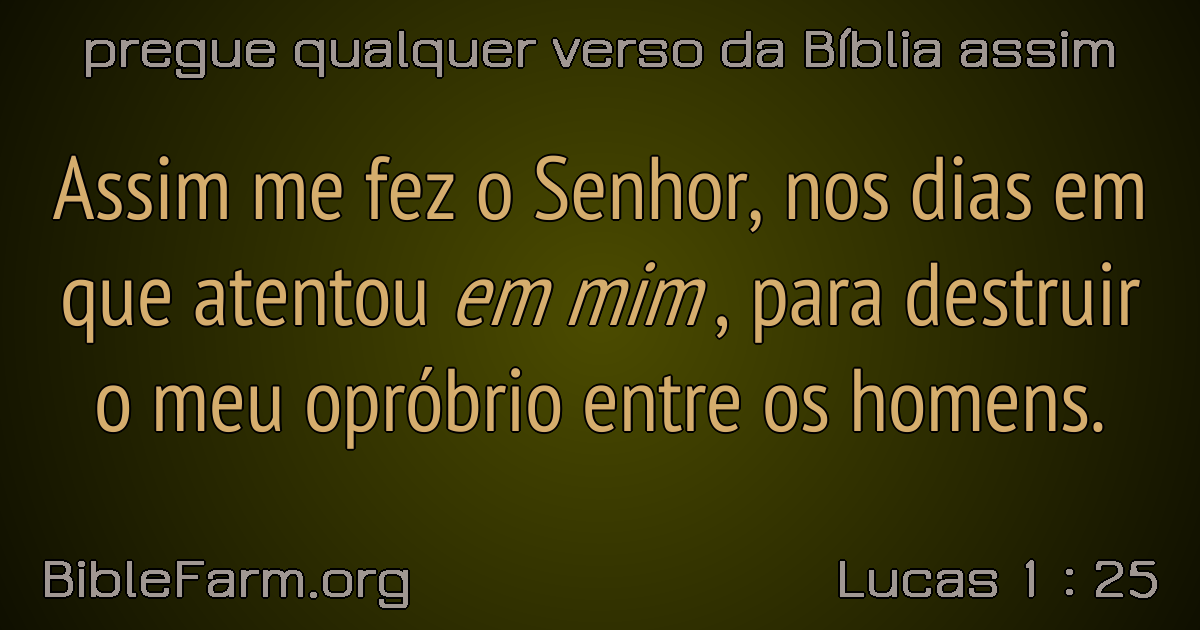 pregue qualquer verso da Bíblia assim
Assim me fez o Senhor, nos dias em
que atentou em mim, para destruir
o meu opróbrio entre os homens.
BibleFarm.org
Lucas 1 : 25